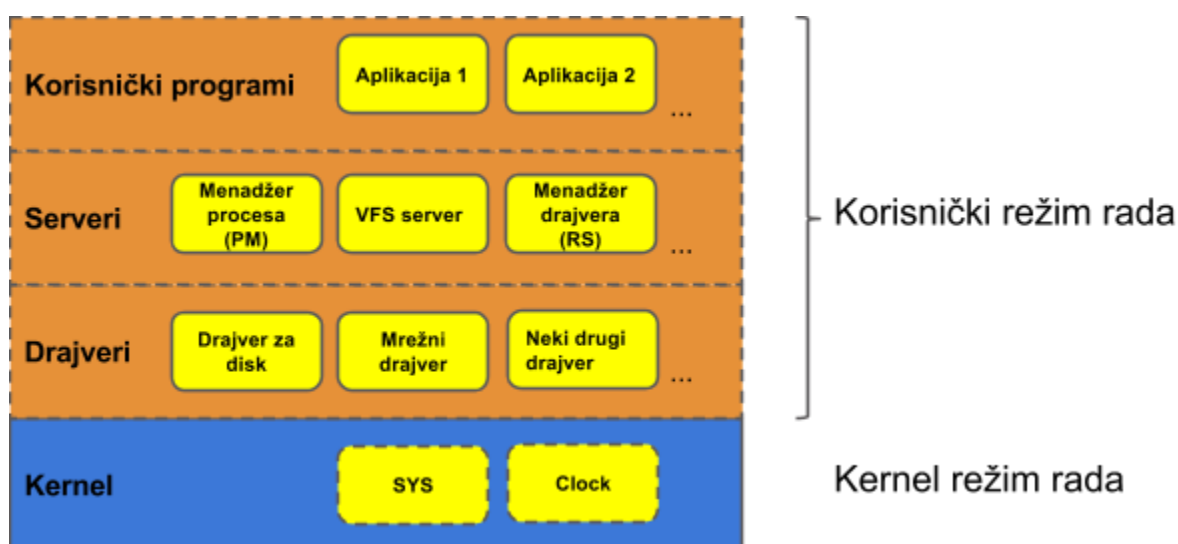 Korisnički programi
Aplikacija 1
Aplikacija 2
...
Serveri
Menadžer
procesa
(PM)
VFS server
Menadžer
drajvera
(RS)
...
Korisnički režim rada
Drajveri
Drajver za
disk
Mrežni
drajver
Neki drugi
drajver
...
Kernel
SYS
Clock
Kernel režim rada